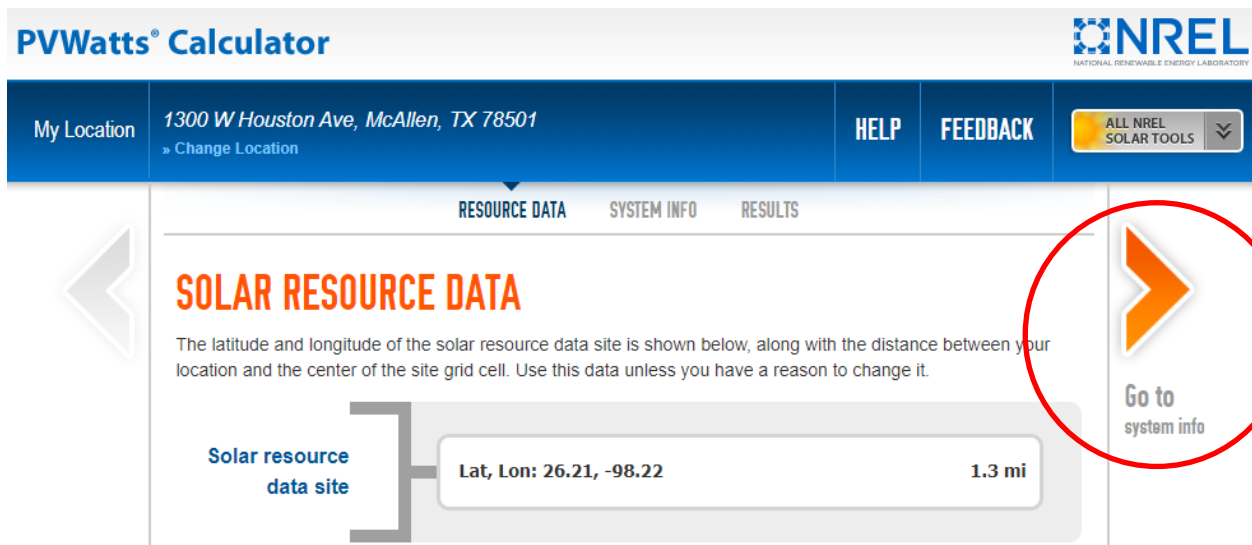 PVWatts® Calculator
NREL
NATIONAL RENEWABLE ENERGY LABORATORY
My Location
1300 W Houston Ave, McAllen, TX 78501
» Change Location
HELP
FEEDBACK
ALL NREL
SOLAR TOOLS
RESOURCE DATA SYSTEM INFO RESULTS
SOLAR RESOURCE DATA
The latitude and longitude of the solar resource data site is shown below, along with the distance between your
location and the center of the site grid cell. Use this data unless you have a reason to change it.
Go to
system info
Solar resource
data site
Lat, Lon: 26.21, -98.22 1.3 mi